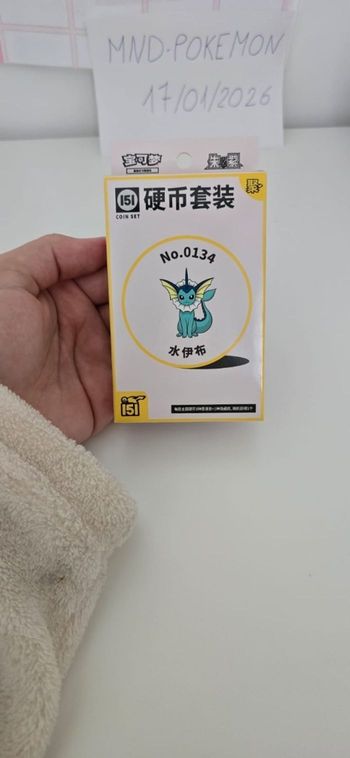 MND-POKEMON
17/01/2026
宝可梦
朱 紫
151
硬币套装
COIN SET
聚
No.0134
水伊布
151